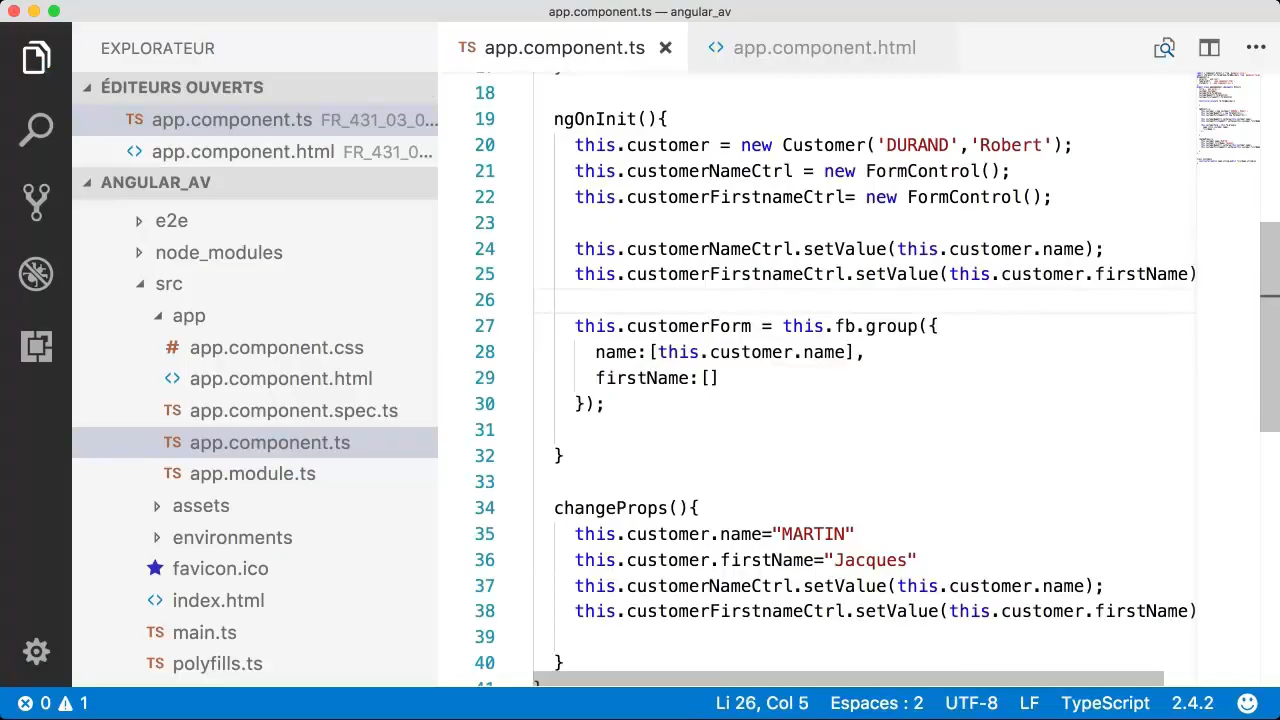 app.component.ts — angular_av
EXPLORATEUR
ÉDITEURS OUVERTS
TS app.component.ts FR_431_03_0...
<> app.component.html FR_431_0...
ANGULAR_AV
e2e
node_modules
src
app
# app.component.css
<> app.component.html
TS app.component.spec.ts
TS app.component.ts
TS app.module.ts
assets
environments
favicon.ico
<> index.html
TS main.ts
TS polyfills.ts
TS app.component.ts ×
<> app.component.html
18
19 ngOnInit(){
20 this.customer = new Customer('DURAND','Robert');
21 this.customerNameCtrl = new FormControl();
22 this.customerFirstnameCtrl= new FormControl();
23
24 this.customerNameCtrl.setValue(this.customer.name);
25 this.customerFirstnameCtrl.setValue(this.customer.firstName)
26
27 this.customerForm = this.fb.group({
28 name:[this.customer.name],
29 firstName:[]
30 });
31
32 }
33
34 changeProps(){
35 this.customer.name="MARTIN"
36 this.customer.firstName="Jacques"
37 this.customerNameCtrl.setValue(this.customer.name);
38 this.customerFirstnameCtrl.setValue(this.customer.firstName)
39
40 }
0 1 Li 26, Col 5 Espaces : 2 UTF-8 LF TypeScript 2.4.2